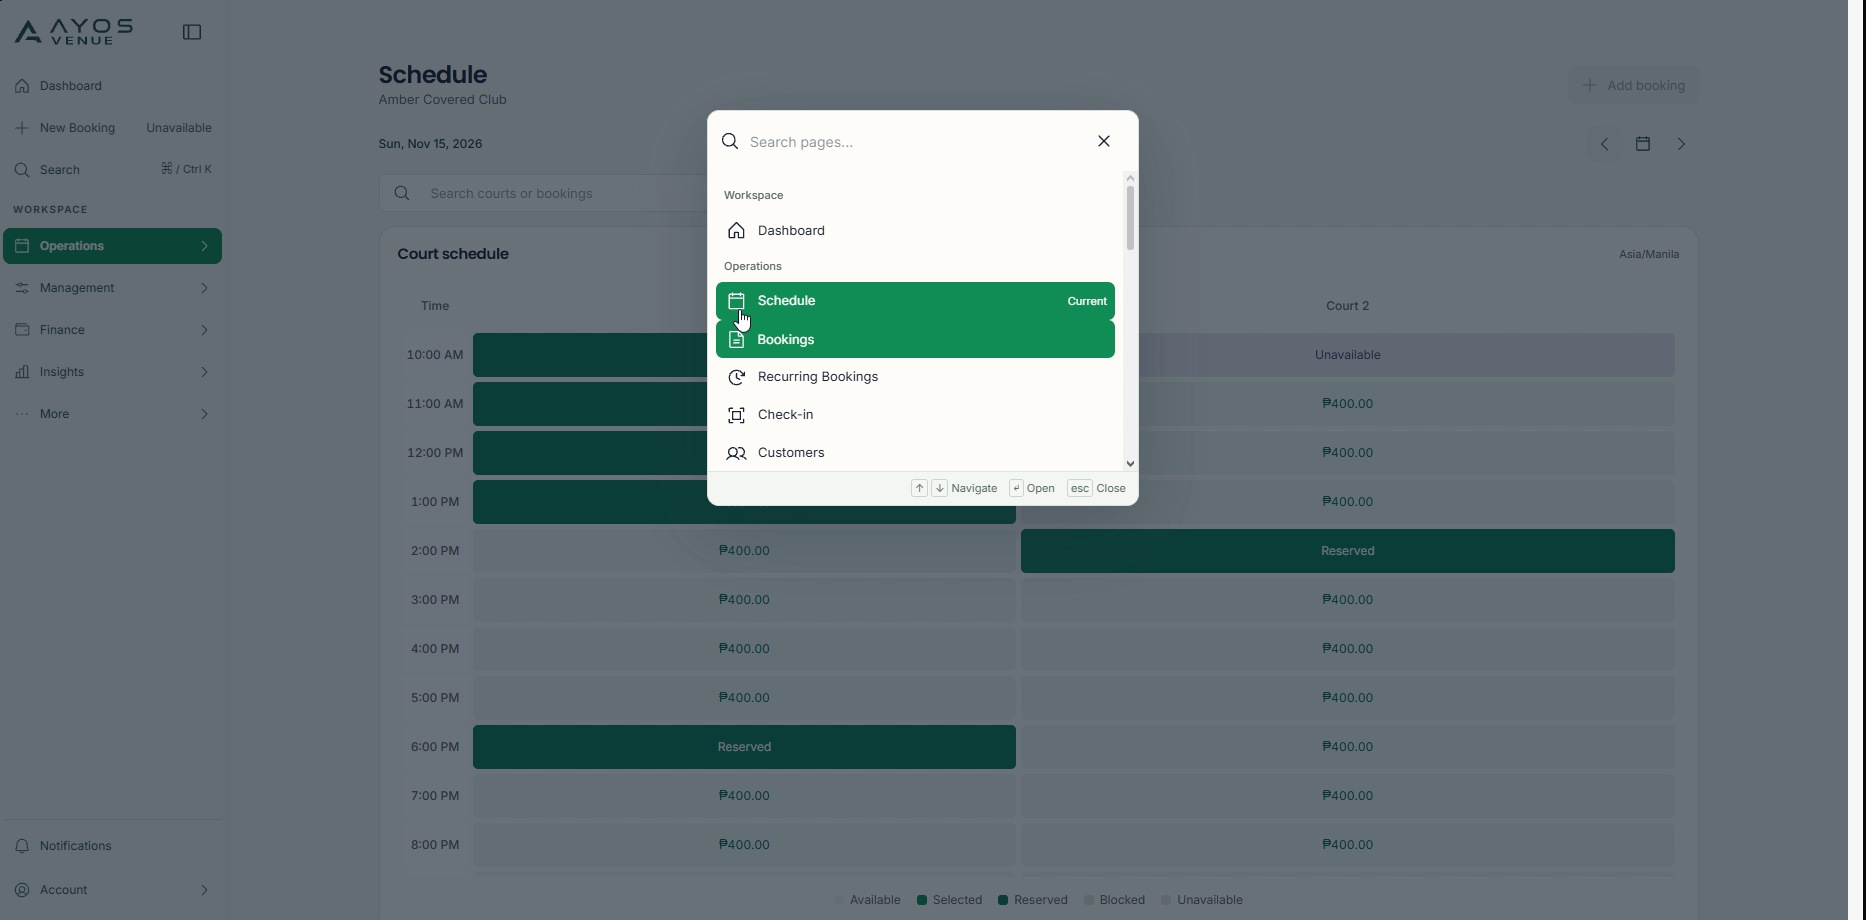 AYOS
VENUE
Dashboard
New Booking Unavailable
Search ⌘ / Ctrl K
WORKSPACE
Operations
Management
Finance
Insights
More
Notifications
Account
Schedule
Amber Covered Club
Add booking
Sun, Nov 15, 2026
Search courts or bookings
Court schedule Asia/Manila
Time Court 2
10:00 AM Unavailable
11:00 AM ₱400.00
12:00 PM ₱400.00
1:00 PM ₱400.00
2:00 PM ₱400.00 Reserved
3:00 PM ₱400.00 ₱400.00
4:00 PM ₱400.00 ₱400.00
5:00 PM ₱400.00 ₱400.00
6:00 PM Reserved ₱400.00
7:00 PM ₱400.00 ₱400.00
8:00 PM ₱400.00 ₱400.00
Available Selected Reserved Blocked Unavailable
Search pages...
Workspace
Dashboard
Operations
Schedule Current
Bookings
Recurring Bookings
Check-in
Customers
↑ ↓ Navigate ↵ Open esc Close